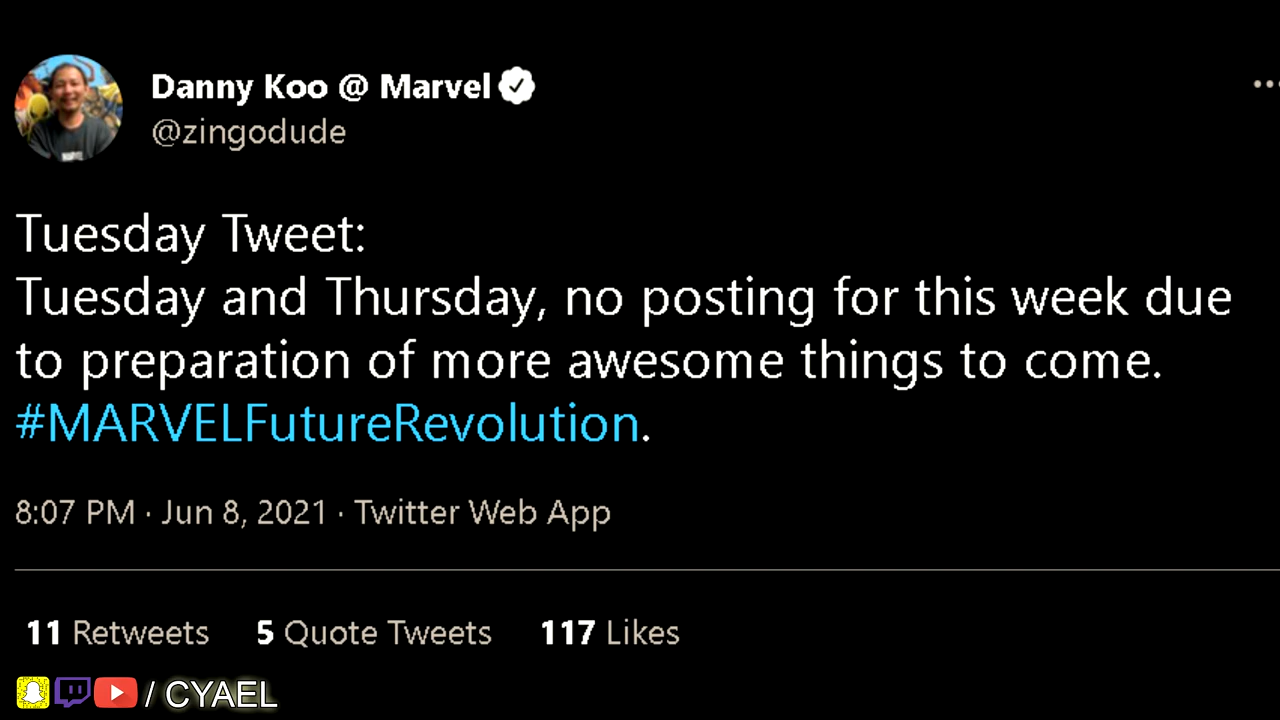 Danny Koo @ Marvel
@zingodude
Tuesday Tweet:
Tuesday and Thursday, no posting for this week due
to preparation of more awesome things to come.
#MARVELFutureRevolution.
8:07 PM · Jun 8, 2021 · Twitter Web App
11 Retweets 5 Quote Tweets 117 Likes
/ CYAEL